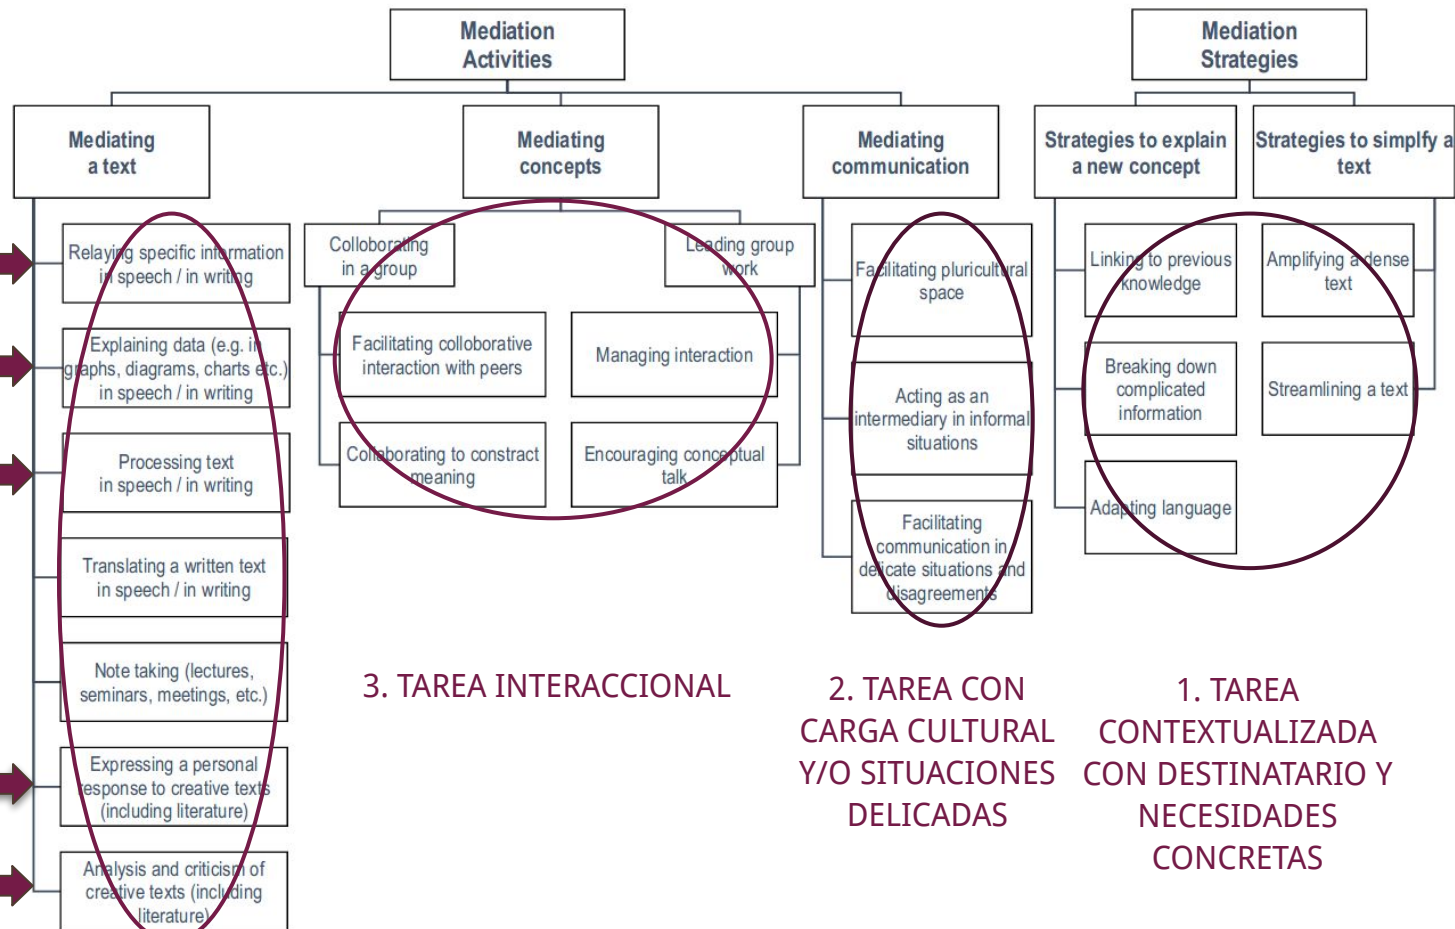 Mediation
Activities
Mediation
Strategies
Mediating
a text
Mediating
concepts
Mediating
communication
Strategies to explain
a new concept
Strategies to simplfy a
text
Relaying specific information
in speech / in writing
Explaining data (e.g. in
graphs, diagrams, charts etc.)
in speech / in writing
Processing text
in speech / in writing
Translating a written text
in speech / in writing
Note taking (lectures,
seminars, meetings, etc.)
Expressing a personal
response to creative texts
(including literature)
Analysis and criticism of
creative texts (including
literature)
Colloborating
in a group
Leading group
work
Facilitating colloborative
interaction with peers
Managing interaction
Collaborating to constract
meaning
Encouraging conceptual
talk
Facilitating pluricultural
space
Acting as an
intermediary in informal
situations
Facilitating
communication in
delicate situations and
disagreements
Linking to previous
knowledge
Breaking down
complicated
information
Adapting language
Amplifying a dense
text
Streamlining a text
3. TAREA INTERACCIONAL
2. TAREA CON
CARGA CULTURAL
Y/O SITUACIONES
DELICADAS
1. TAREA
CONTEXTUALIZADA
CON DESTINATARIO Y
NECESIDADES
CONCRETAS